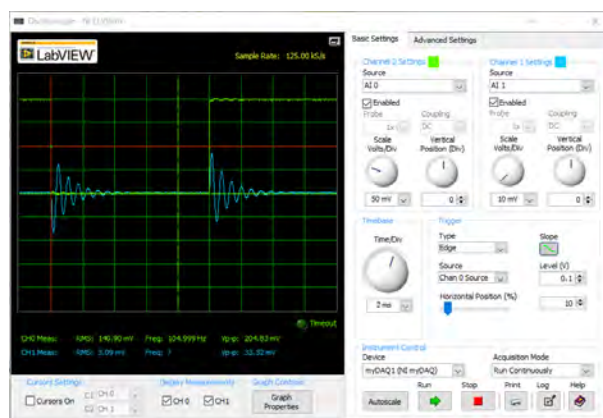 Oscilloscope - NI ELVISmx
LabVIEW
Sample Rate: 125.00 kS/s
Timeout
CH0 Meas: RMS: 140.90 mV Freq: 104.999 Hz Vp-p: 204.83 mV
CH1 Meas: RMS: 3.09 mV Freq: ? Vp-p: 32.32 mV
Cursors Settings
Cursors On
C1 CH 0
C2 CH 1
Display Measurements
CH 0
CH1
Graph Controls
Graph
Properties
Basic Settings
Advanced Settings
Channel 0 Settings
Source
AI 0
Enabled
Probe
1x
Coupling
DC
Scale
Volts/Div
Vertical
Position (Div)
50 mV
0
Channel 1 Settings
Source
AI 1
Enabled
Probe
1x
Coupling
DC
Scale
Volts/Div
Vertical
Position (Div)
10 mV
0
Timebase
Time/Div
2 ms
Trigger
Type
Edge
Slope
Source
Chan 0 Source
Level (V)
0.1
Horizontal Position (%)
10
Instrument Control
Device
myDAQ1 (NI myDAQ)
Acquisition Mode
Run Continuously
Run
Stop
Print
Log
Help
Autoscale